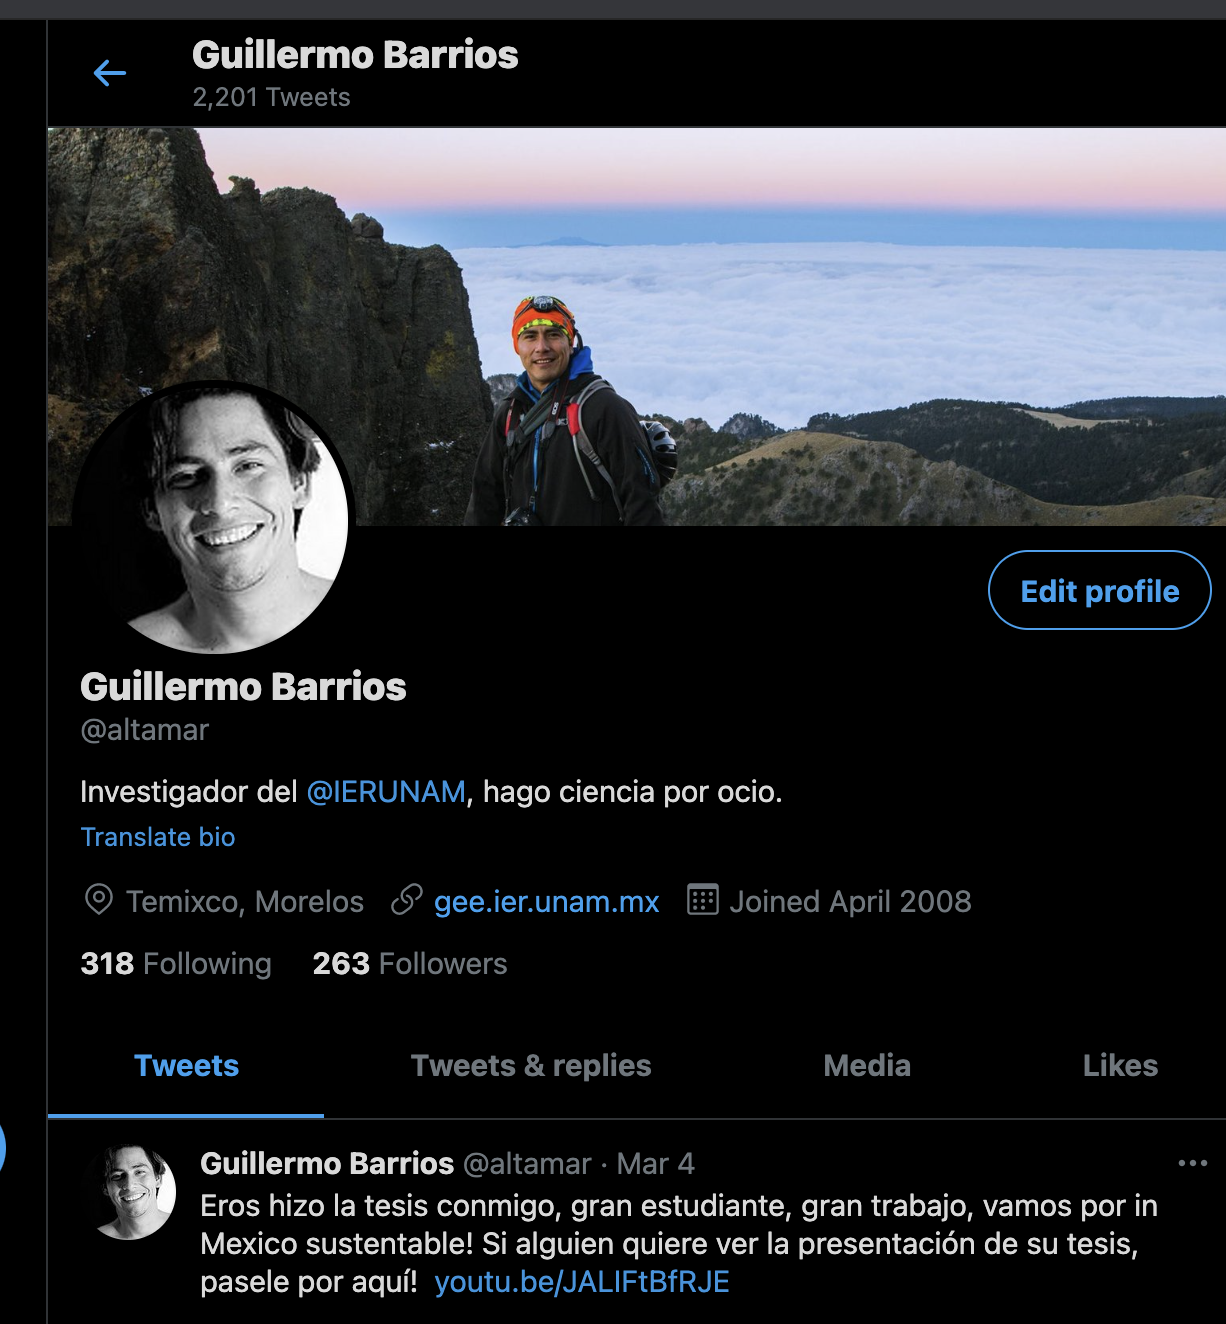 Guillermo Barrios
2,201 Tweets
Edit profile
Guillermo Barrios
@altamar
Investigador del @IERUNAM, hago ciencia por ocio.
Translate bio
Temixco, Morelos gee.ier.unam.mx Joined April 2008
318 Following 263 Followers
Tweets Tweets & replies Media Likes
Guillermo Barrios @altamar · Mar 4
Eros hizo la tesis conmigo, gran estudiante, gran trabajo, vamos por in
Mexico sustentable! Si alguien quiere ver la presentación de su tesis,
pasele por aquí! youtu.be/JALIFtBfRJE